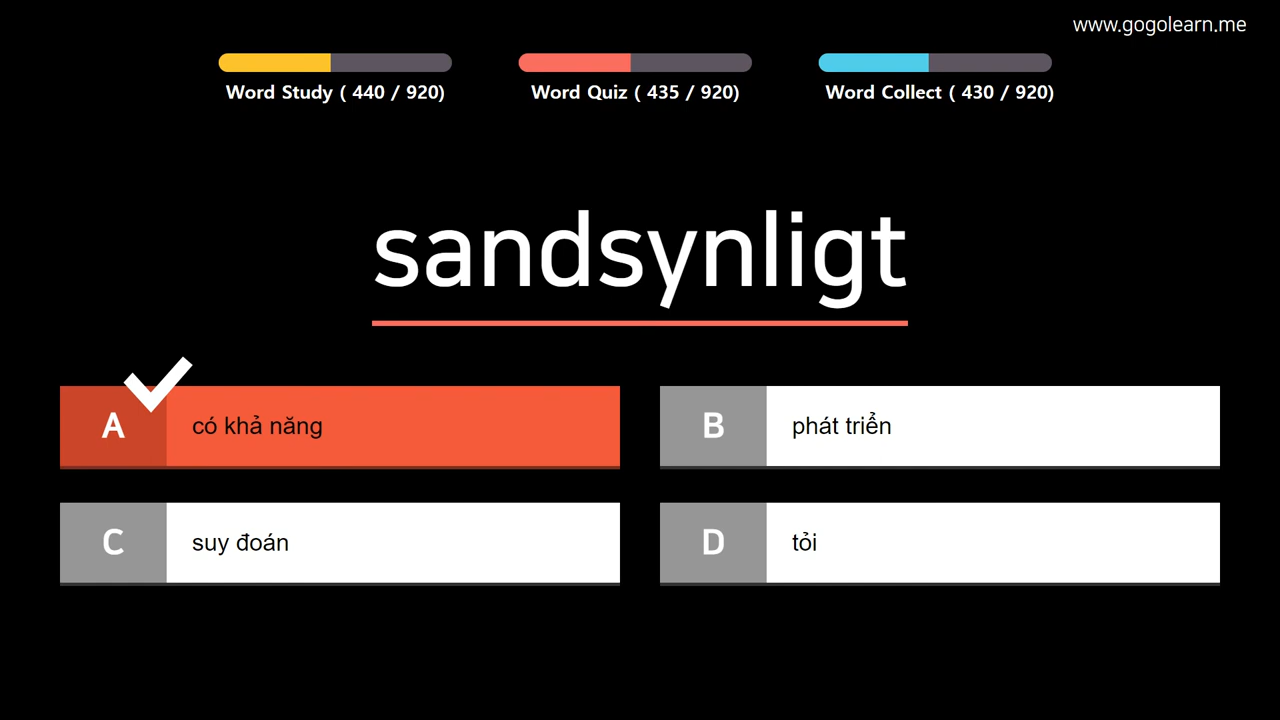 www.gogolearn.me
Word Study ( 440 / 920)
Word Quiz ( 435 / 920)
Word Collect ( 430 / 920)
sandsynligt
A có khả năng
B phát triển
C suy đoán
D tỏi